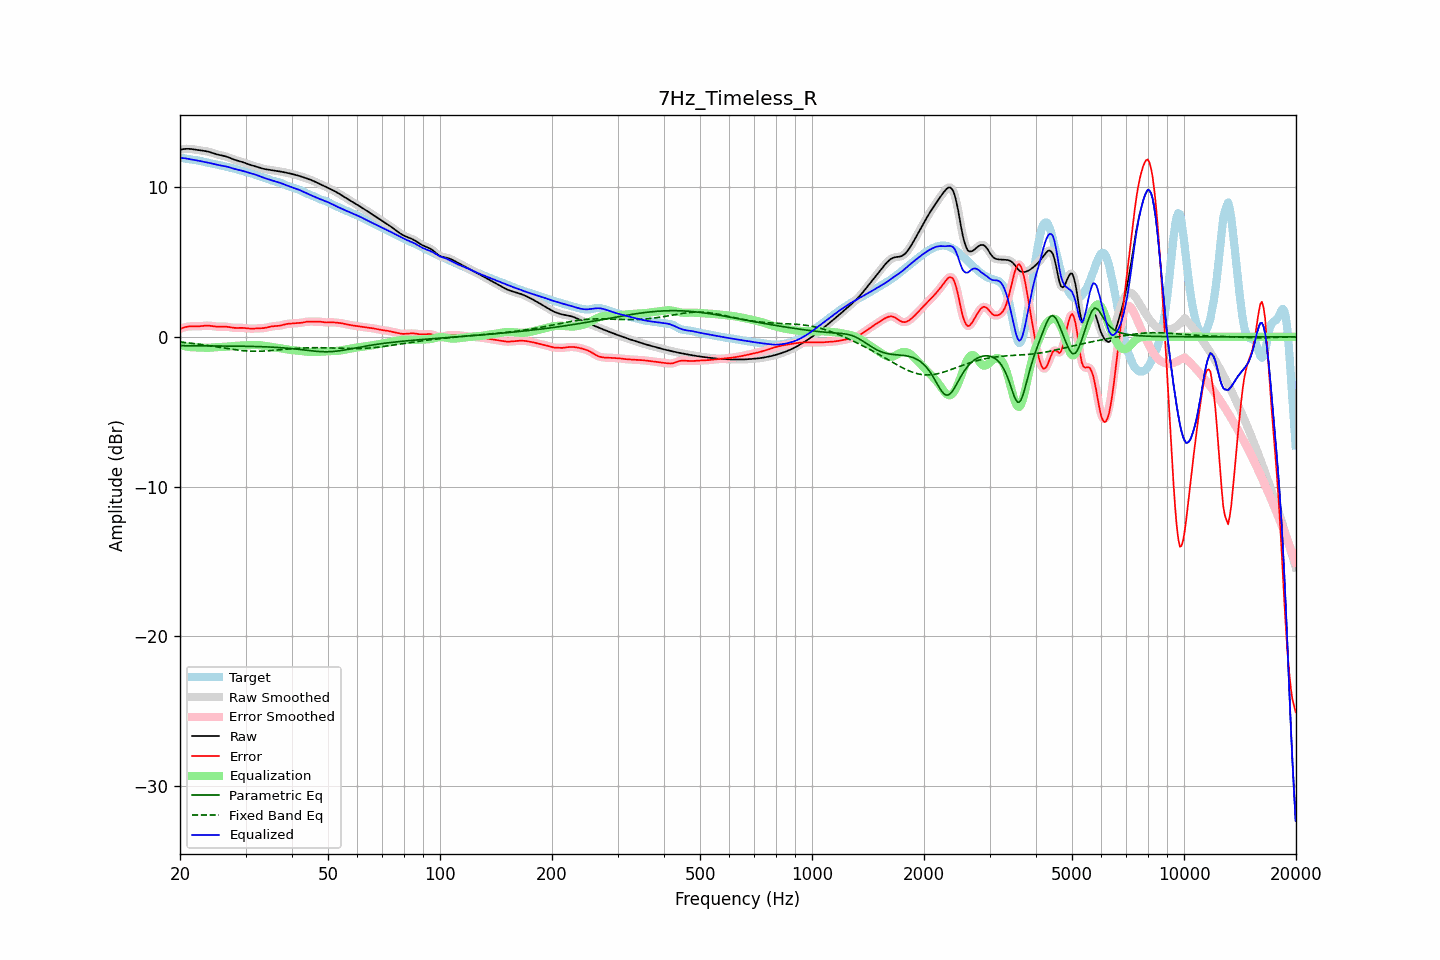 7Hz_Timeless_R
Amplitude (dBr)
10
0
−10
−20
−30
Target
Raw Smoothed
Error Smoothed
Raw
Error
Equalization
Parametric Eq
Fixed Band Eq
Equalized
20 50 100 200 500 1000 2000 5000 10000 20000
Frequency (Hz)